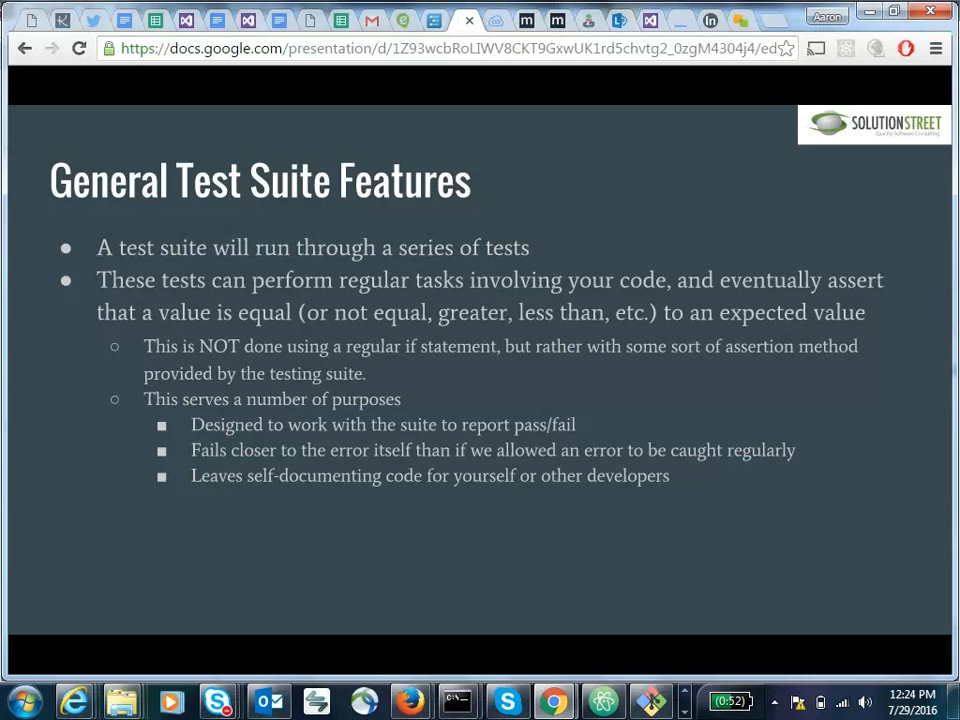 Aaron
https://docs.google.com/presentation/d/1Z93wcbRoLIWV8CKT9GxwUK1rd5chvtg2_0zgM4304j4/ed
SOLUTIONSTREET
Quality Software Consulting
General Test Suite Features
● A test suite will run through a series of tests
● These tests can perform regular tasks involving your code, and eventually assert
that a value is equal (or not equal, greater, less than, etc.) to an expected value
○ This is NOT done using a regular if statement, but rather with some sort of assertion method
provided by the testing suite.
○ This serves a number of purposes
■ Designed to work with the suite to report pass/fail
■ Fails closer to the error itself than if we allowed an error to be caught regularly
■ Leaves self-documenting code for yourself or other developers
(0:52)
12:24 PM
7/29/2016